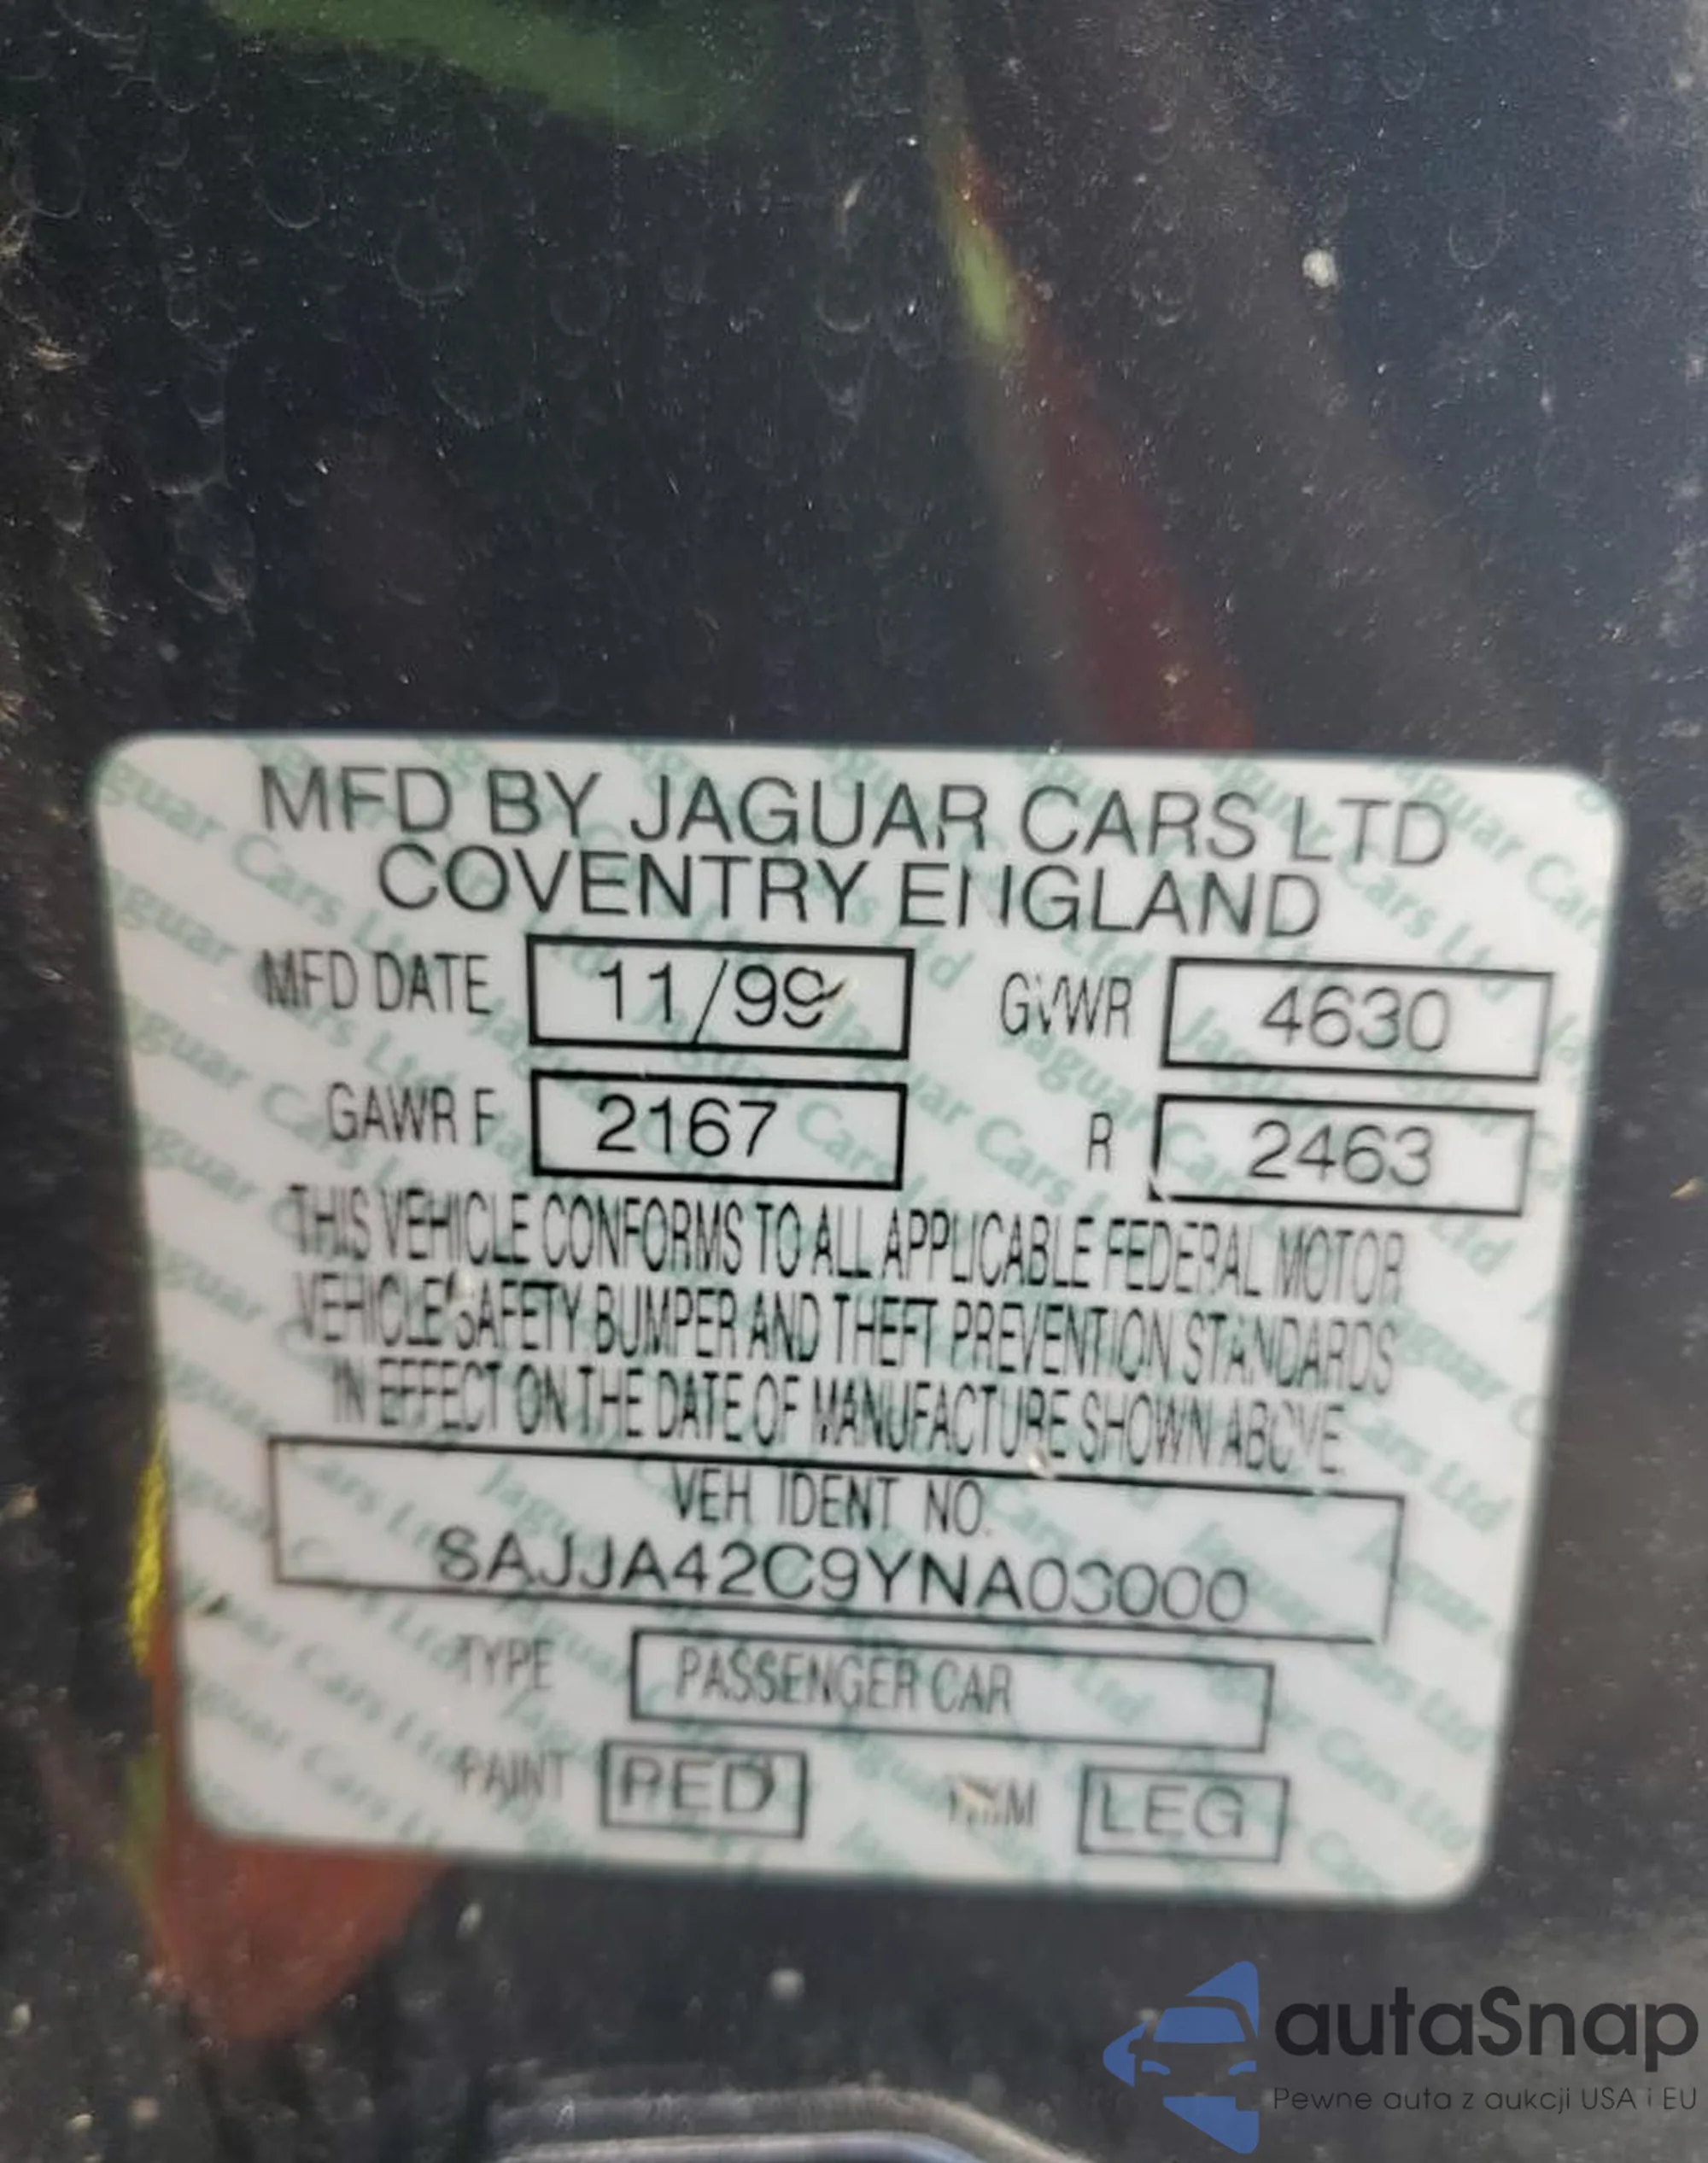 MFD BY JAGUAR CARS LTD
COVENTRY ENGLAND
MFD DATE 11/99 GVWR 4630
GAWR F 2167 R 2463
THIS VEHICLE CONFORMS TO ALL APPLICABLE FEDERAL MOTOR
VEHICLE SAFETY BUMPER AND THEFT PREVENTION STANDARDS
IN EFFECT ON THE DATE OF MANUFACTURE SHOWN ABOVE.
VEH IDENT NO.
SAJJA42C9YNA03000
TYPE PASSENGER CAR
PAINT RED TRIM LEG
autaSnap
Pewne auta z aukcji USA i EU